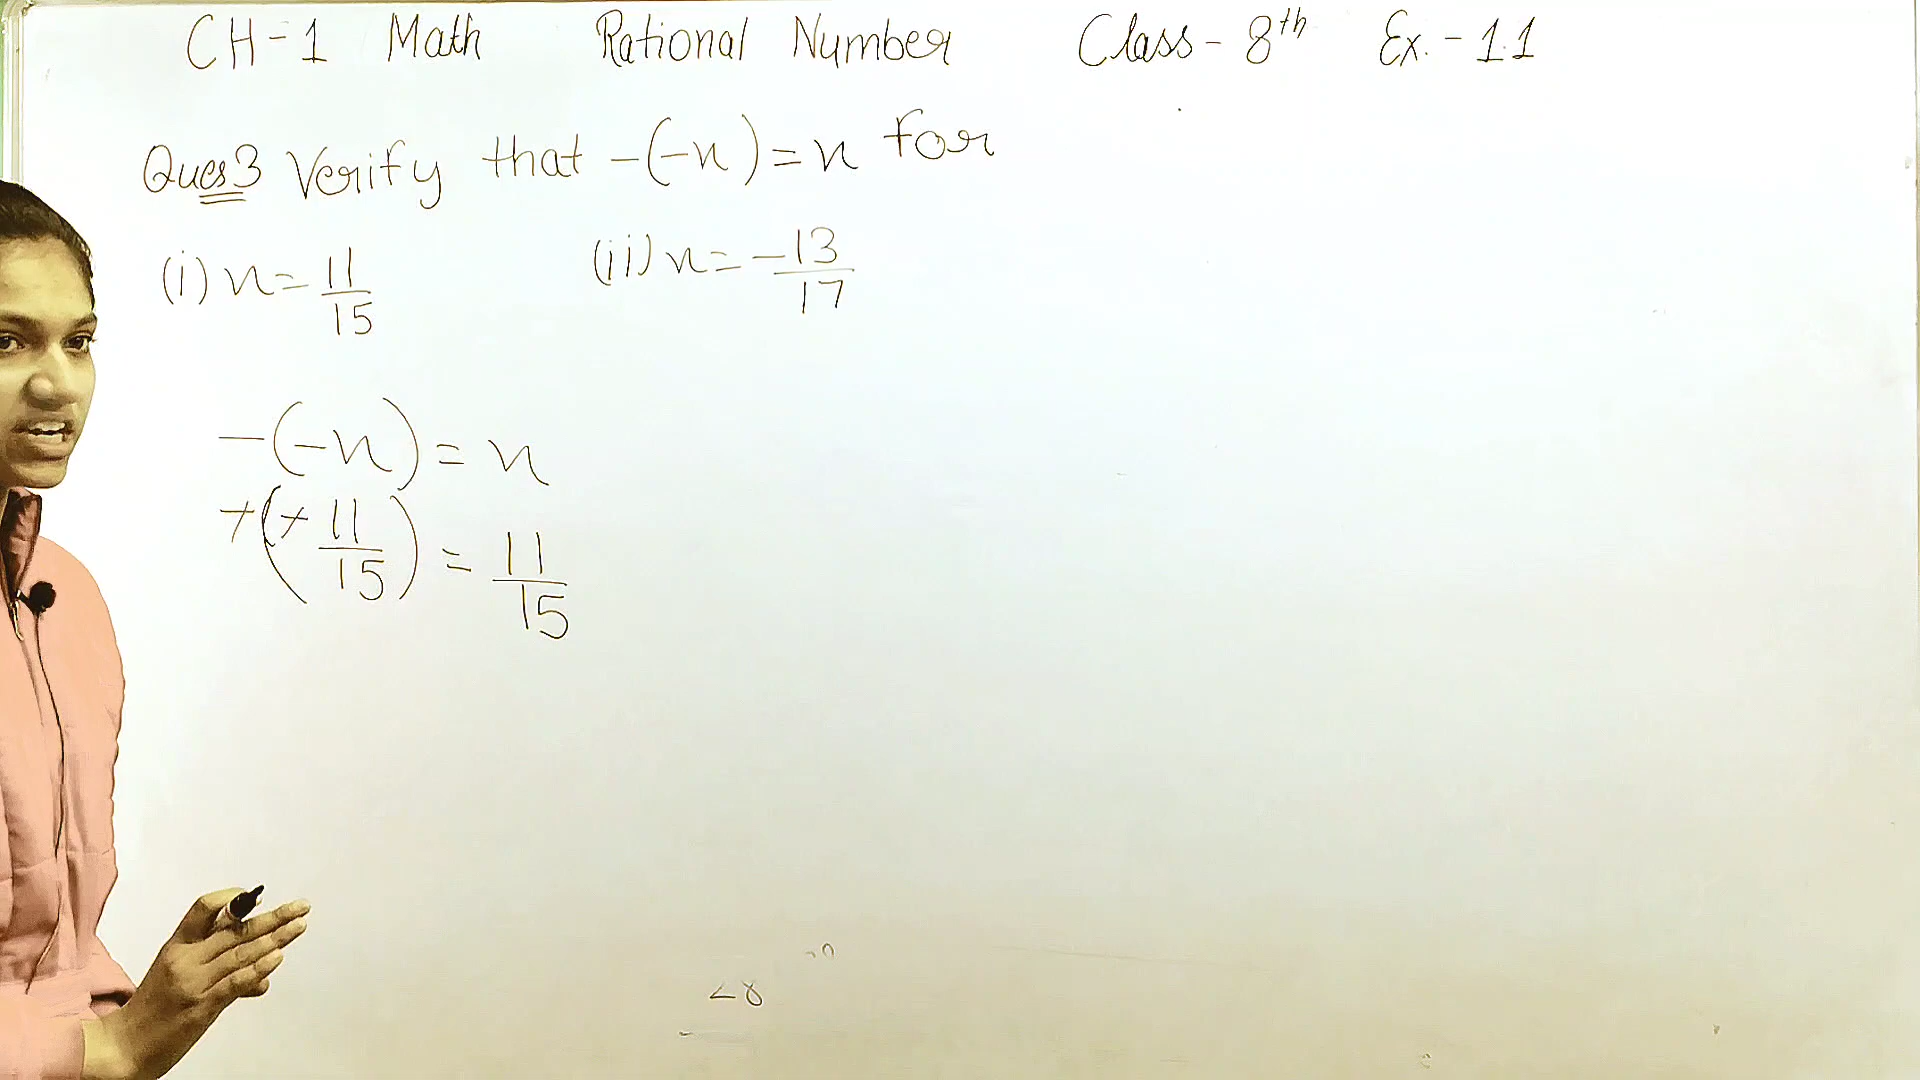 CH-1 Math Rational Number Class- 8th Ex.-1.1
Ques3 Verify that -(-x)=x for
(i) x= 11/15 (ii) x= -13/17
-(-x)=x
-(-11/15) = 11/15